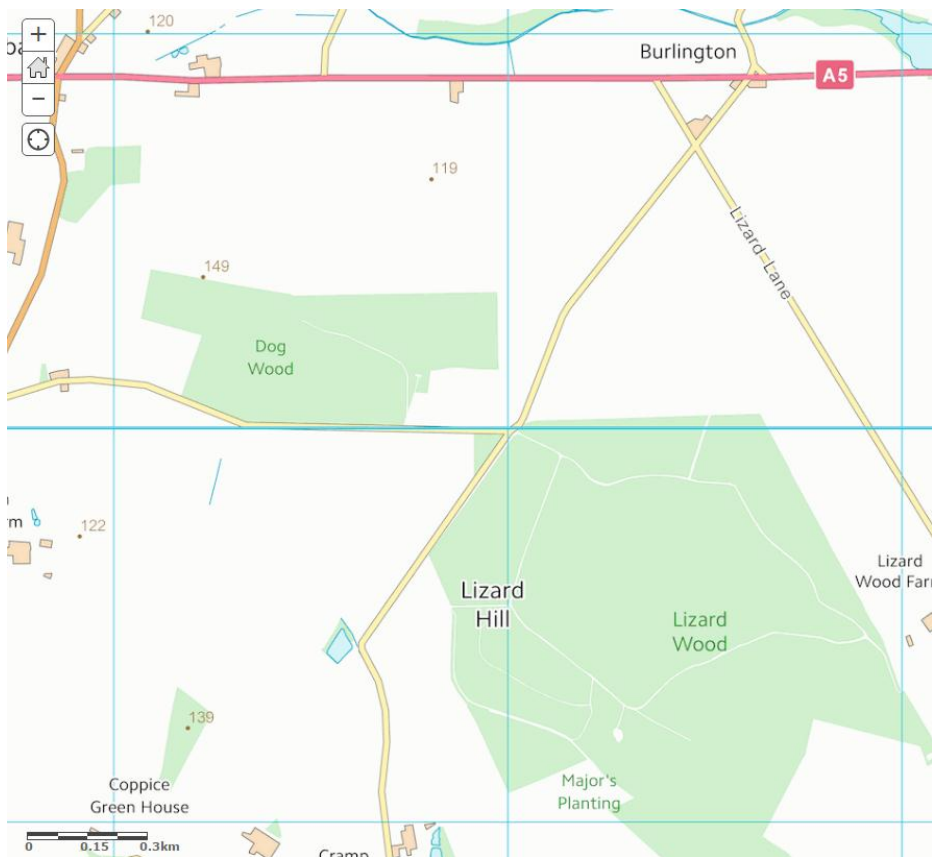 120
Burlington
A5
119
Lizard Lane
149
Dog
Wood
122
Lizard
Hill
Lizard
Wood
Lizard
Wood Farm
139
Coppice
Green House
Major's
Planting
0 0.15 0.3km